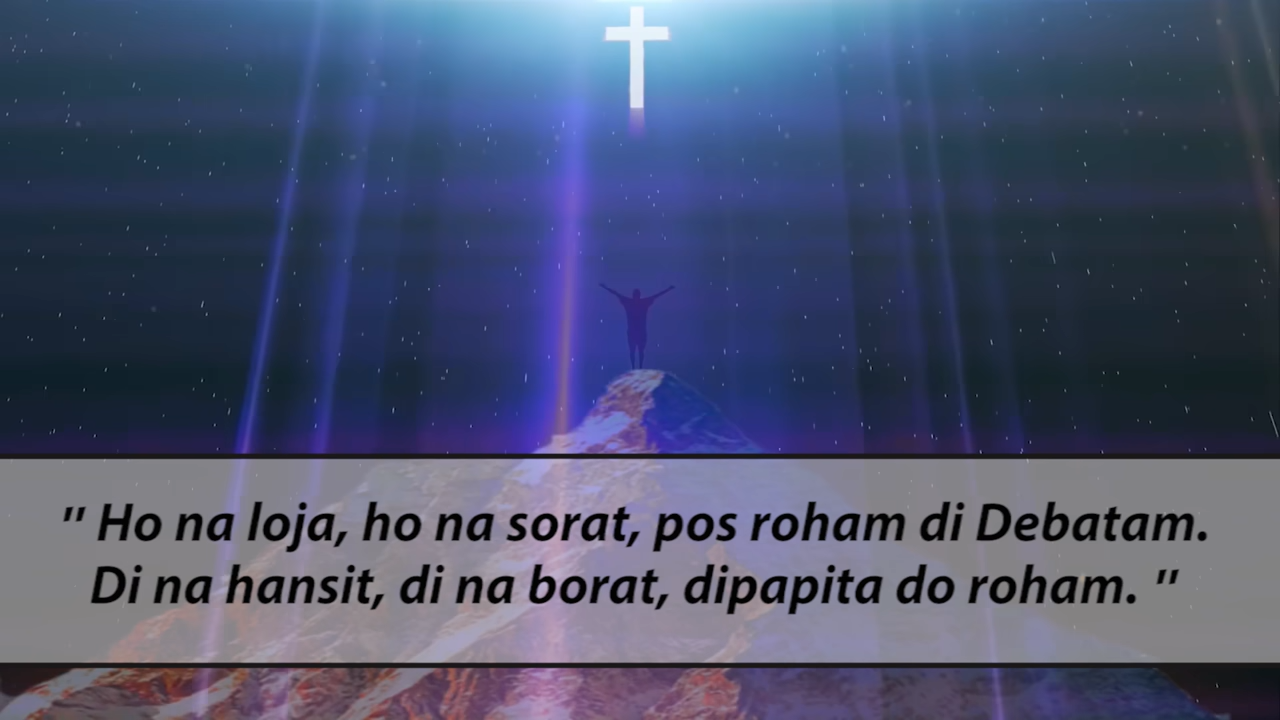 " Ho na loja, ho na sorat, pos roham di Debatam.
Di na hansit, di na borat, dipapita do roham. "